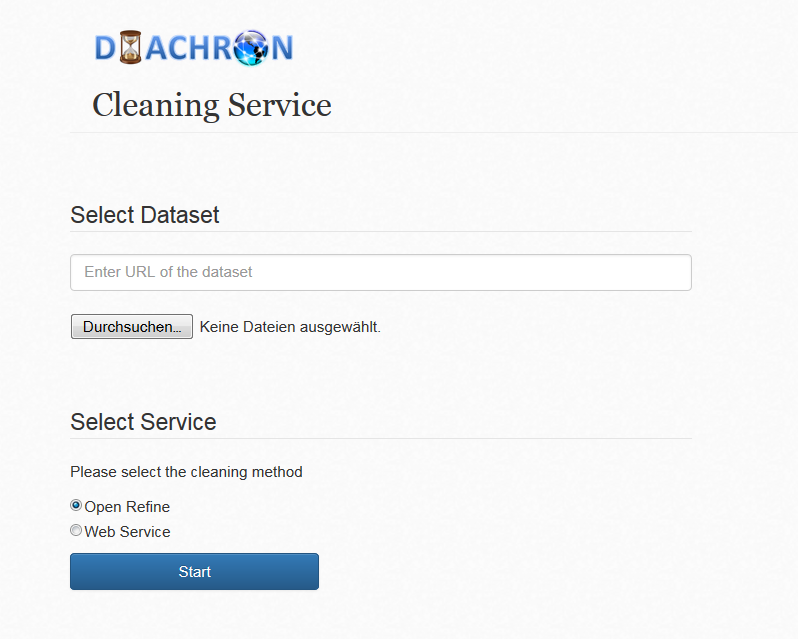 DIACHRON
Cleaning Service
Select Dataset
Enter URL of the dataset
Durchsuchen... Keine Dateien ausgewählt.
Select Service
Please select the cleaning method
Open Refine
Web Service
Start